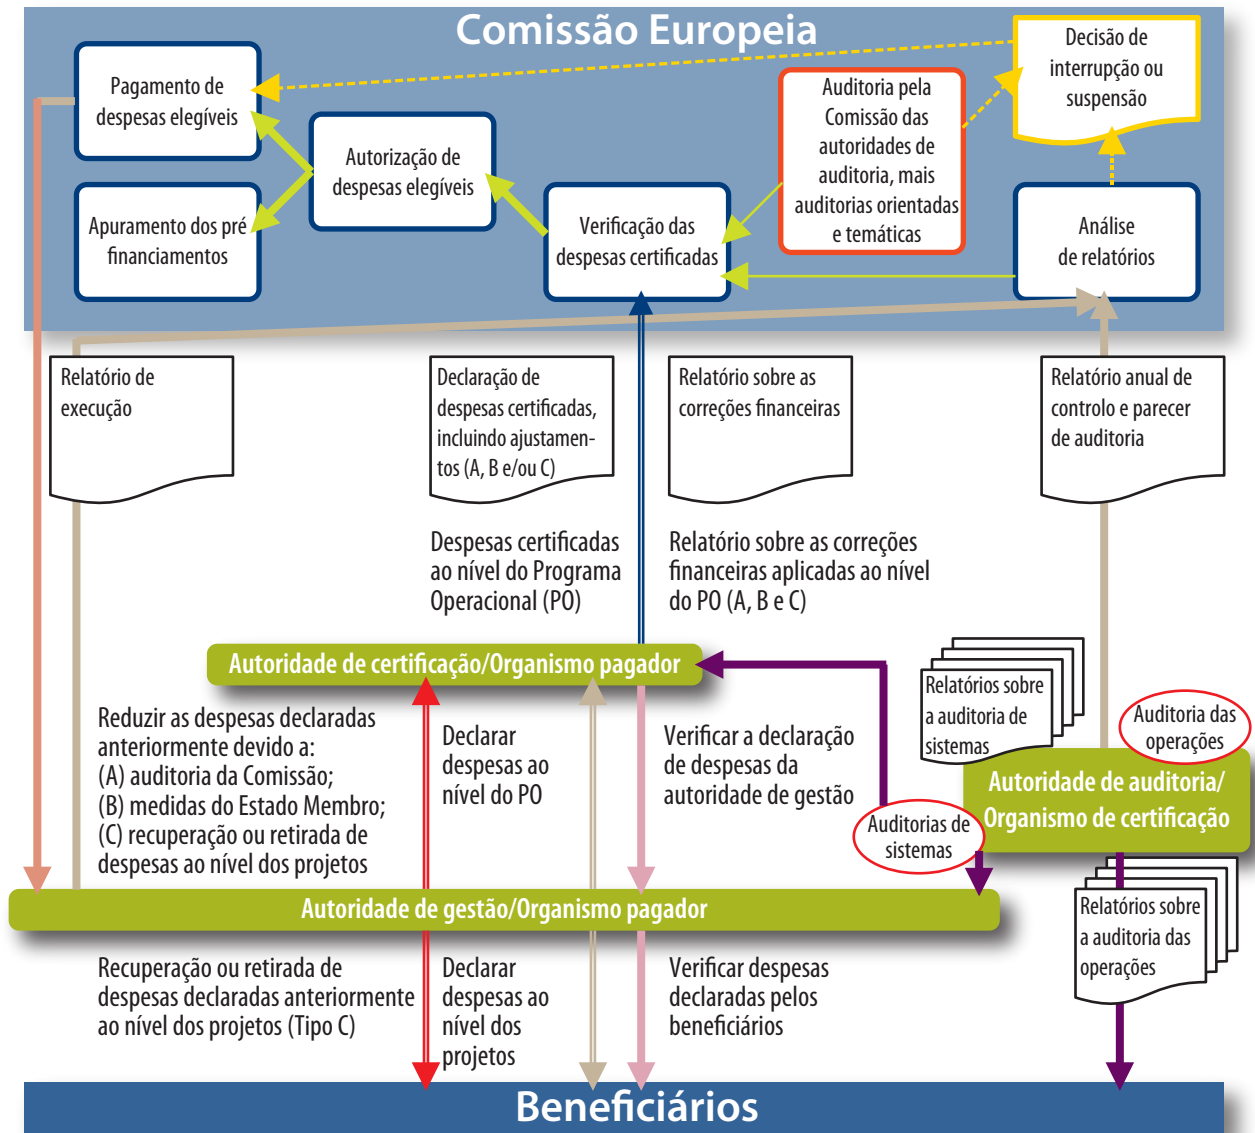 Comissão Europeia
Pagamento de
despesas elegíveis
Autorização de
despesas elegíveis
Apuramento dos pré
financiamentos
Verificação das
despesas certificadas
Auditoria pela
Comissão das
autoridades de
auditoria, mais
auditorias orientadas
e temáticas
Decisão de
interrupção ou
suspensão
Análise
de relatórios
Relatório de
execução
Declaração de
despesas certificadas,
incluindo ajustamen-
tos (A, B e/ou C)
Relatório sobre as
correções financeiras
Relatório anual de
controlo e parecer
de auditoria
Despesas certificadas
ao nível do Programa
Operacional (PO)
Relatório sobre as correções
financeiras aplicadas ao nível
do PO (A, B e C)
Autoridade de certificação/Organismo pagador
Relatórios sobre
a auditoria de
sistemas
Auditoria das
operações
Autoridade de auditoria/
Organismo de certificação
Reduzir as despesas declaradas
anteriormente devido a:
(A) auditoria da Comissão;
(B) medidas do Estado Membro;
(C) recuperação ou retirada de
despesas ao nível dos projetos
Declarar
despesas ao
nível do PO
Verificar a declaração
de despesas da
autoridade de gestão
Auditorias de
sistemas
Autoridade de gestão/Organismo pagador
Relatórios sobre
a auditoria das
operações
Recuperação ou retirada de
despesas declaradas anteriormente
ao nível dos projetos (Tipo C)
Declarar
despesas ao
nível dos
projetos
Verificar despesas
declaradas pelos
beneficiários
Beneficiários